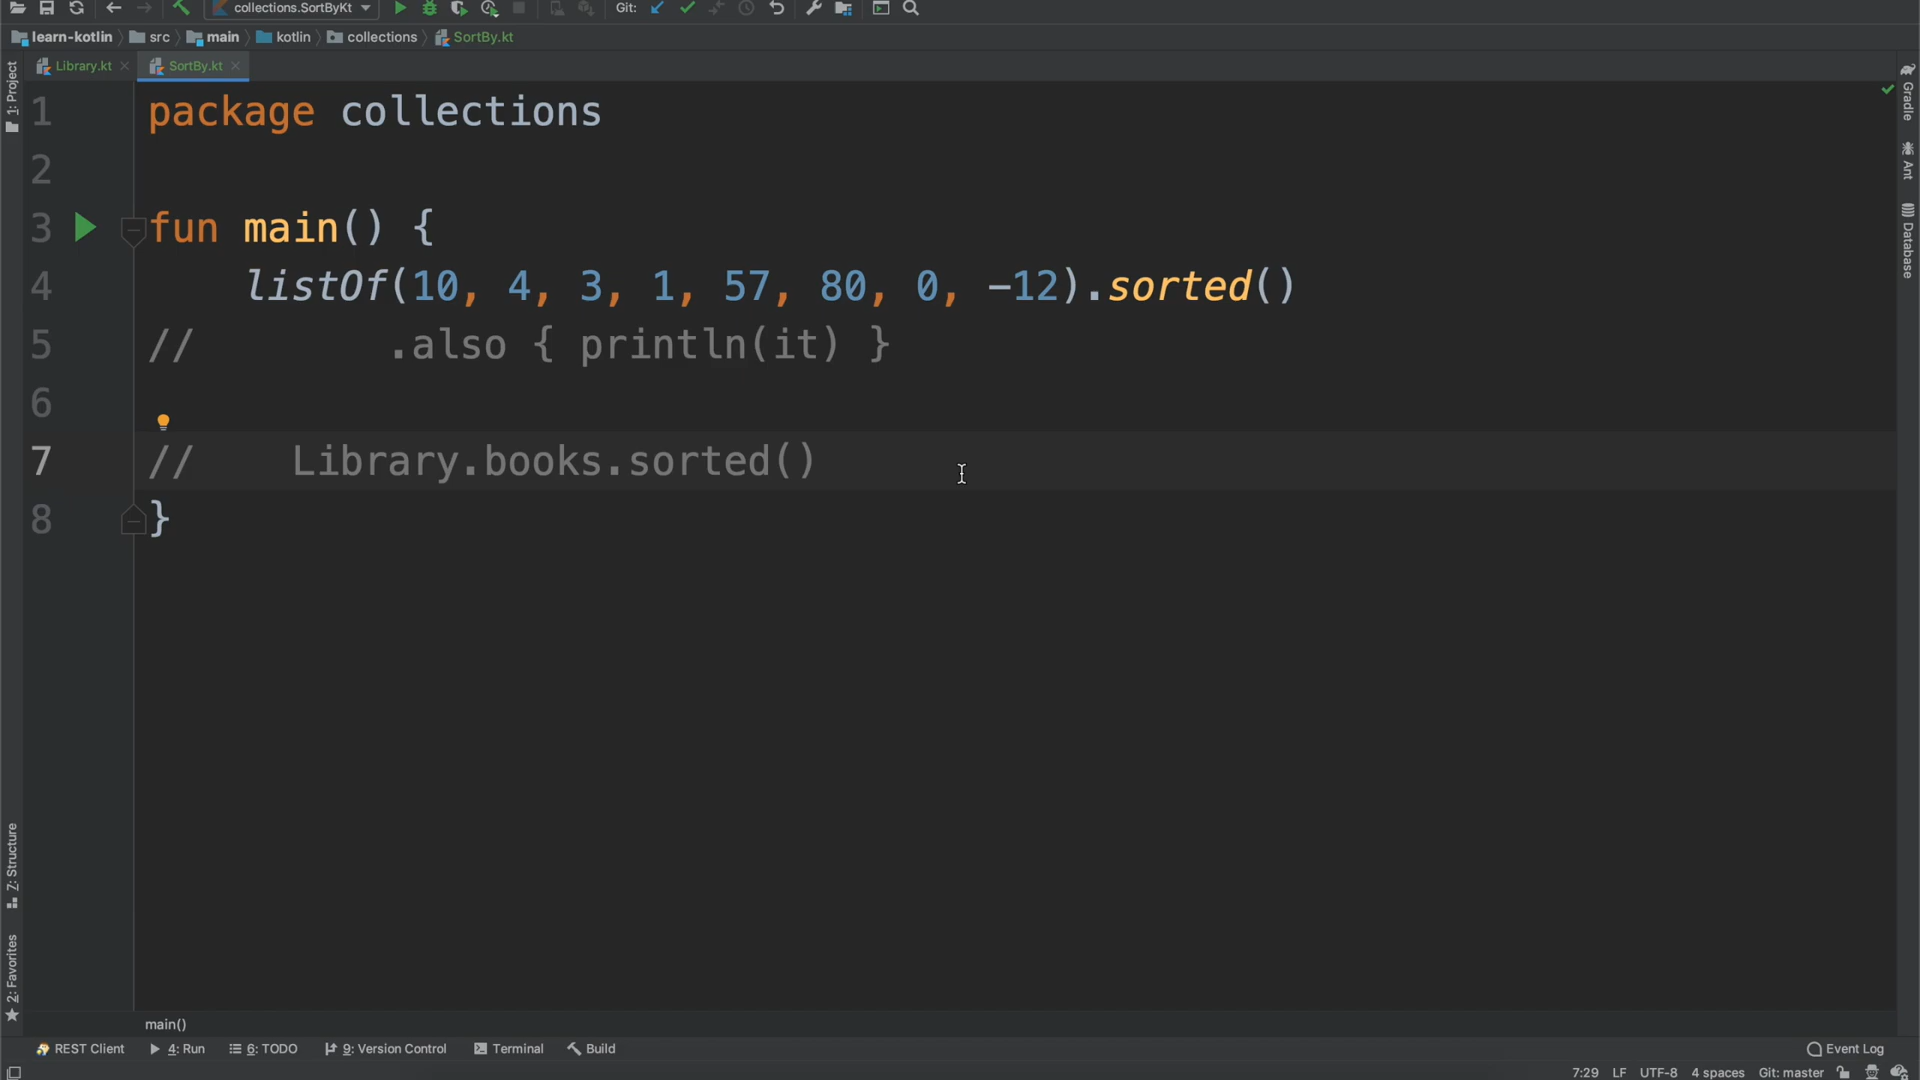 collections.SortByKt
Git:
learn-kotlin
src
main
kotlin
collections
SortBy.kt
Library.kt
SortBy.kt
1: Project
1 package collections
2
3 fun main() {
4 listOf(10, 4, 3, 1, 57, 80, 0, -12).sorted()
5 // .also { println(it) }
6
7 // Library.books.sorted()
8 }
Gradle
Ant
Database
Z: Structure
2: Favorites
main()
REST Client
4: Run
6: TODO
9: Version Control
Terminal
Build
Event Log
7:29 LF UTF-8 4 spaces Git: master